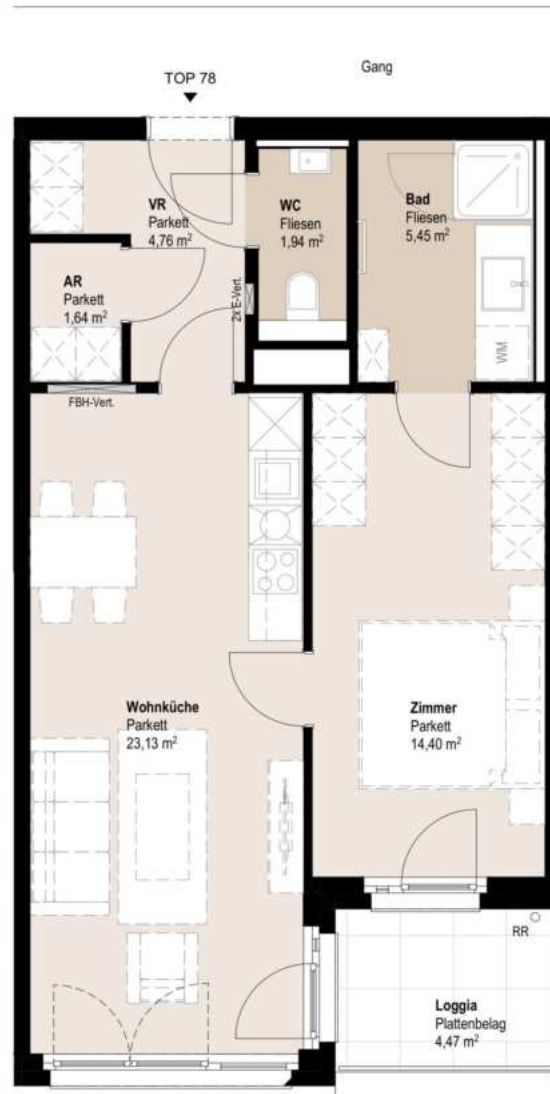 Gang
TOP 78
VR
Parkett
4,76 m²
WC
Fliesen
1,94 m²
Bad
Fliesen
5,45 m²
AR
Parkett
1,64 m²
2x E-Vert.
WM
FBH-Vert.
Wohnküche
Parkett
23,13 m²
Zimmer
Parkett
14,40 m²
RR
Loggia
Plattenbelag
4,47 m²